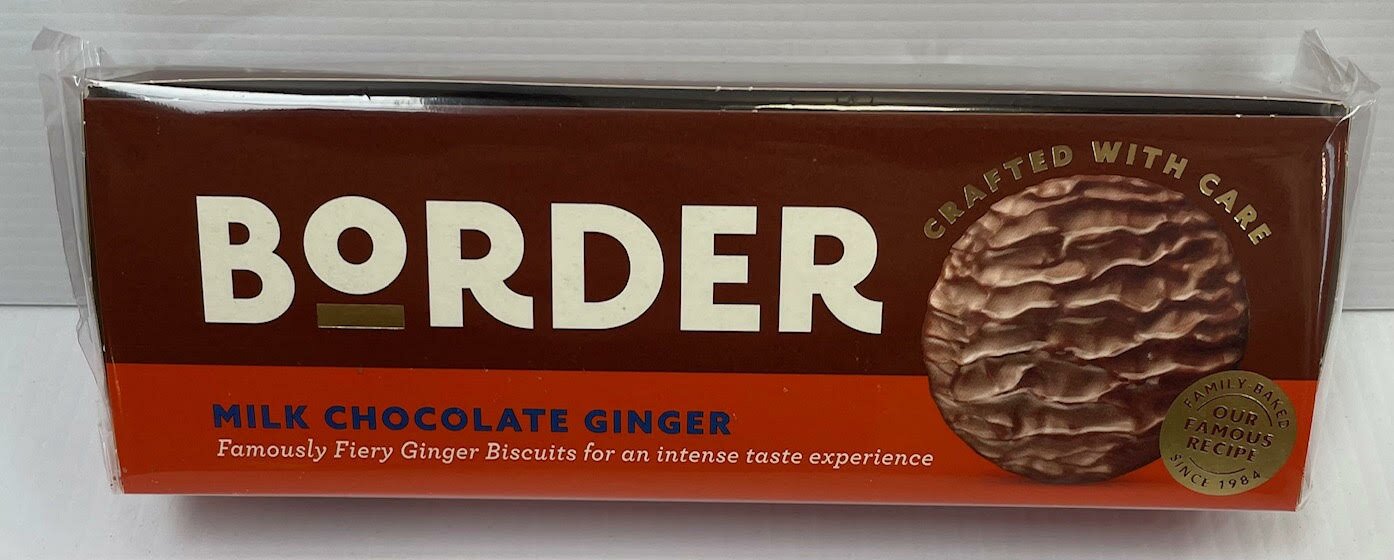 CRAFTED WITH CARE
BORDER
MILK CHOCOLATE GINGER
Famously Fiery Ginger Biscuits for an intense taste experience
FAMILY-BAKED
OUR
FAMOUS
RECIPE
SINCE 1984